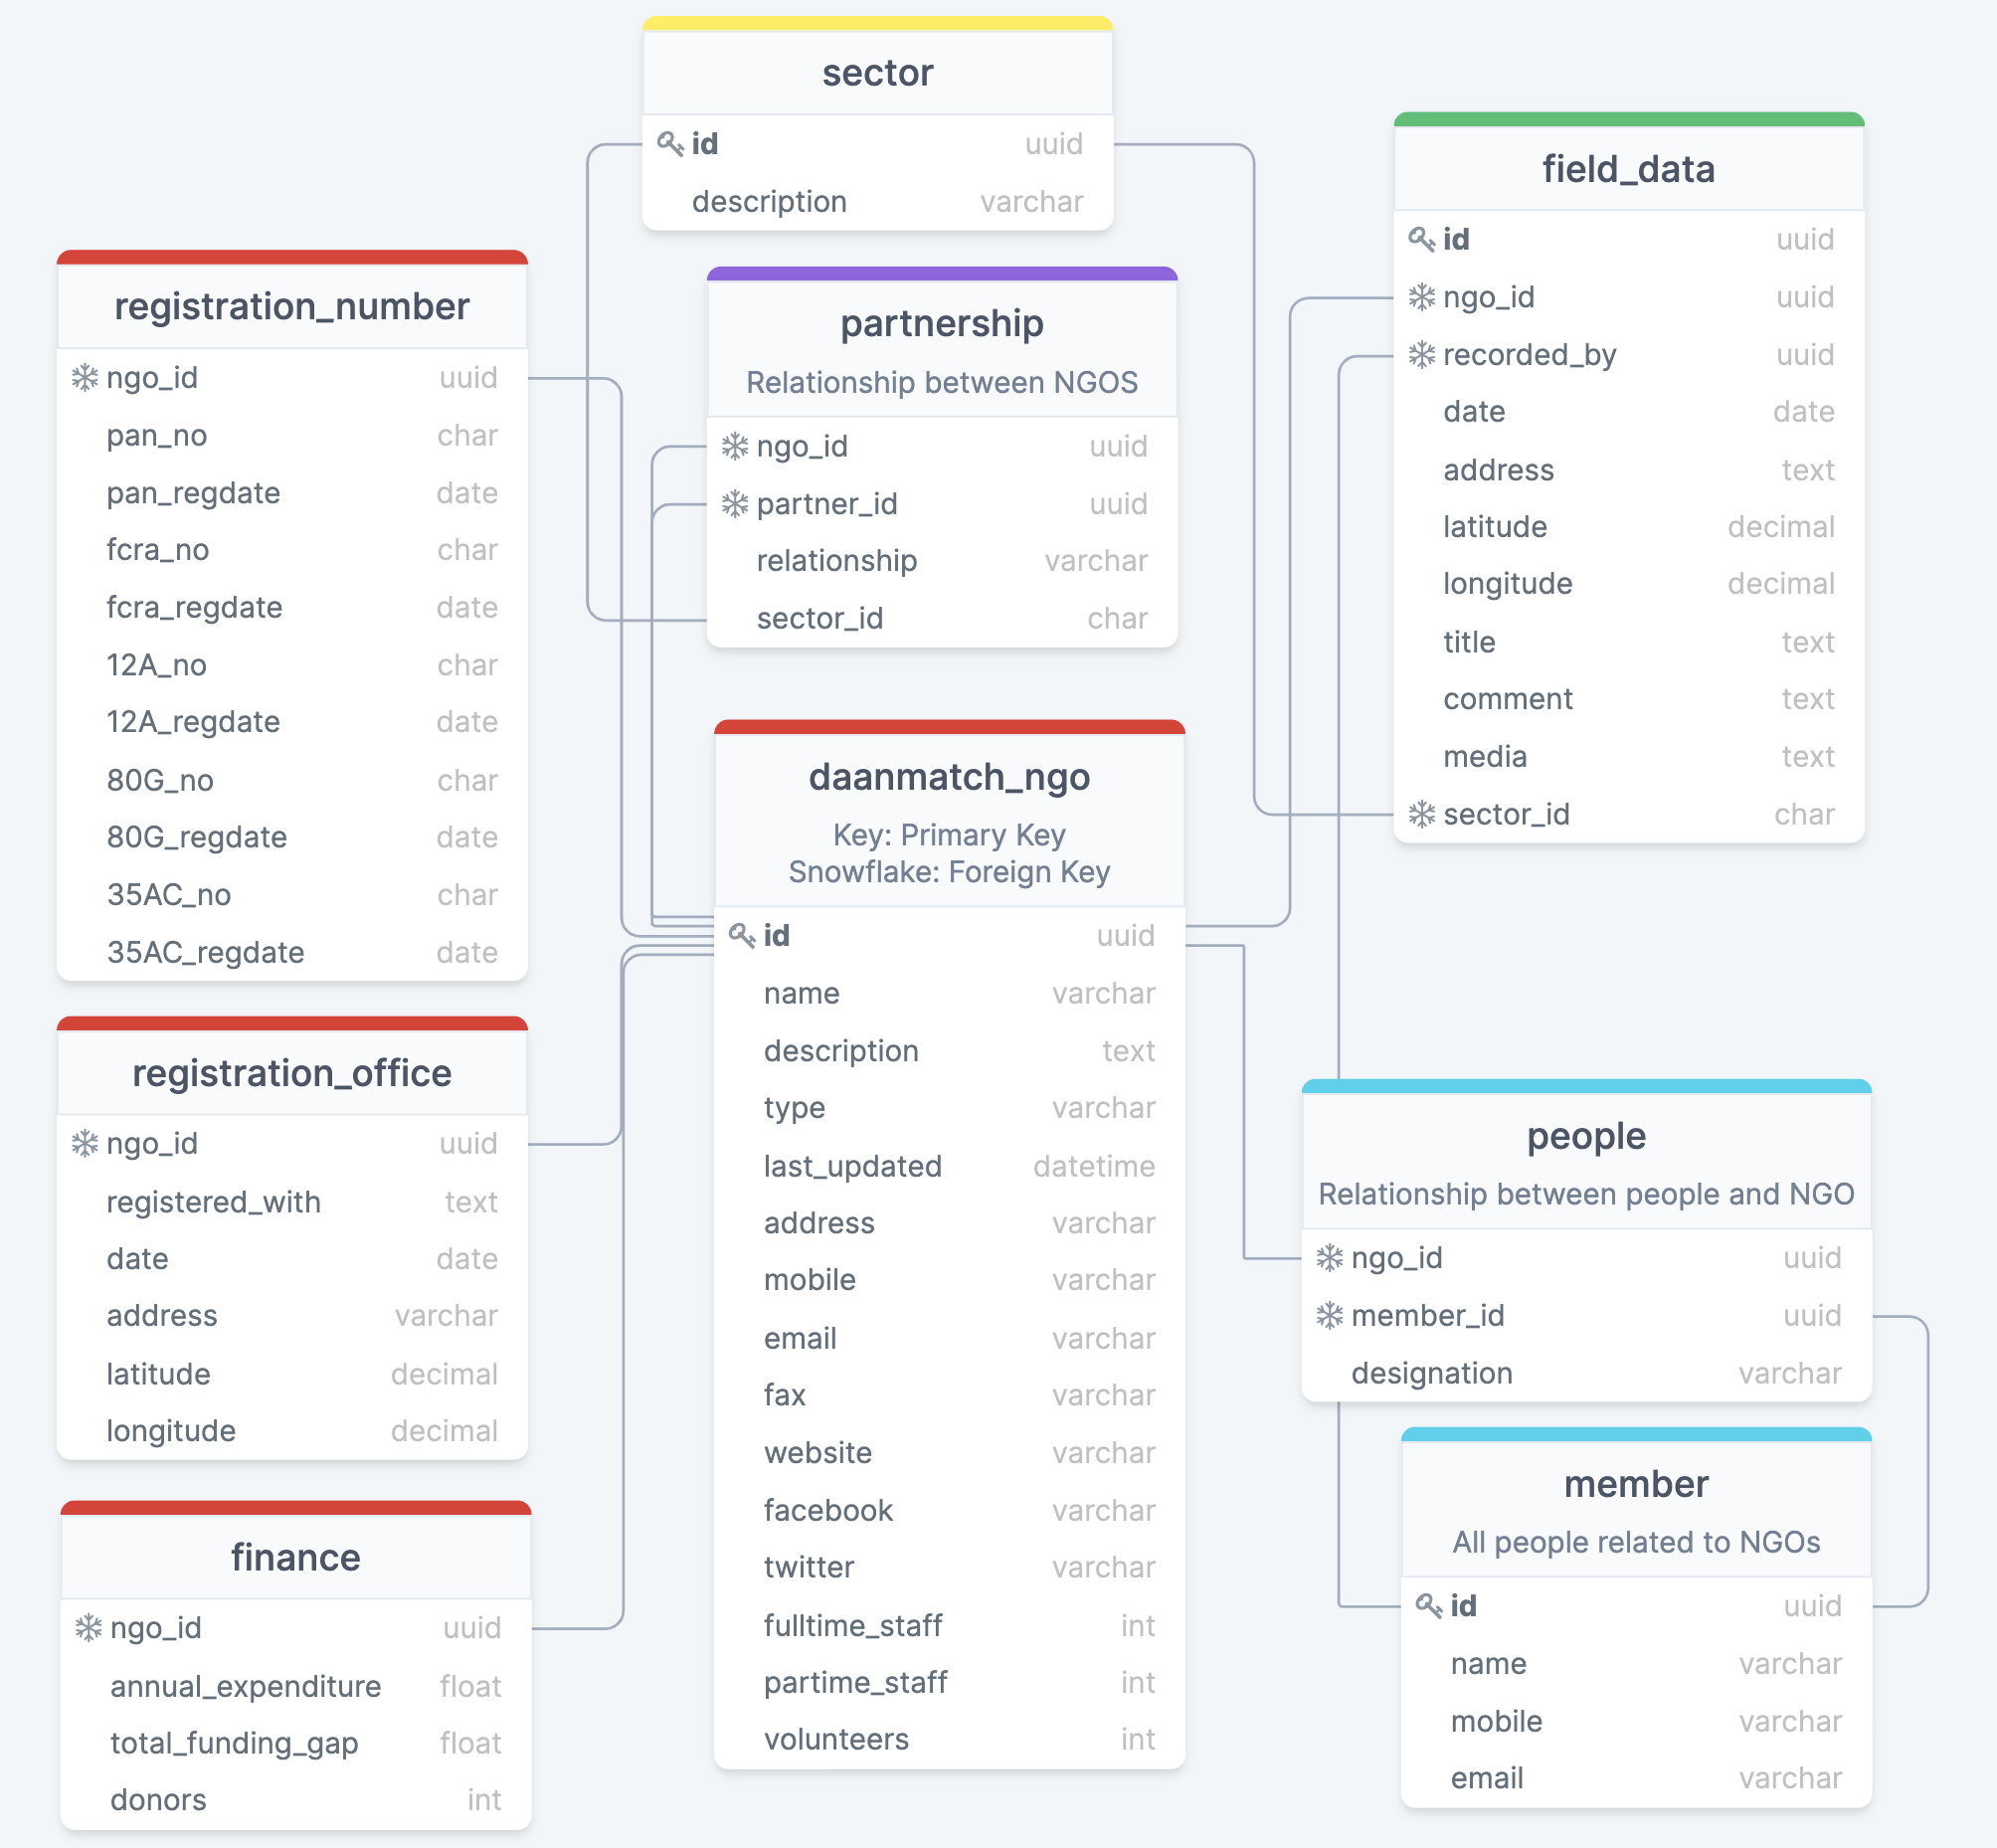 sector
id uuid
description varchar
field_data
id uuid
ngo_id uuid
recorded_by uuid
date date
address text
latitude decimal
longitude decimal
title text
comment text
media text
sector_id char
registration_number
ngo_id uuid
pan_no char
pan_regdate date
fcra_no char
fcra_regdate date
12A_no char
12A_regdate date
80G_no char
80G_regdate date
35AC_no char
35AC_regdate date
partnership
Relationship between NGOS
ngo_id uuid
partner_id uuid
relationship varchar
sector_id char
daanmatch_ngo
Key: Primary Key
Snowflake: Foreign Key
id uuid
name varchar
description text
type varchar
last_updated datetime
address varchar
mobile varchar
email varchar
fax varchar
website varchar
facebook varchar
twitter varchar
fulltime_staff int
partime_staff int
volunteers int
registration_office
ngo_id uuid
registered_with text
date date
address varchar
latitude decimal
longitude decimal
people
Relationship between people and NGO
ngo_id uuid
member_id uuid
designation varchar
finance
ngo_id uuid
annual_expenditure float
total_funding_gap float
donors int
member
All people related to NGOs
id uuid
name varchar
mobile varchar
email varchar